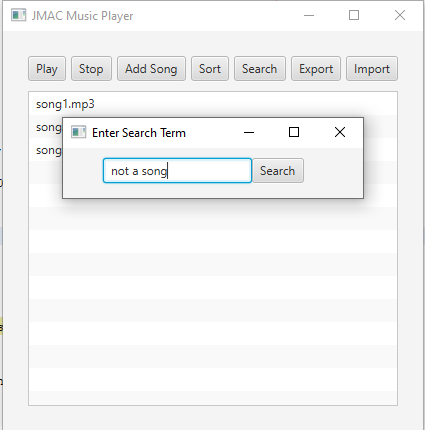 JMAC Music Player
Play Stop Add Song Sort Search Export Import
song1.mp3
song
song
Enter Search Term
not a song Search